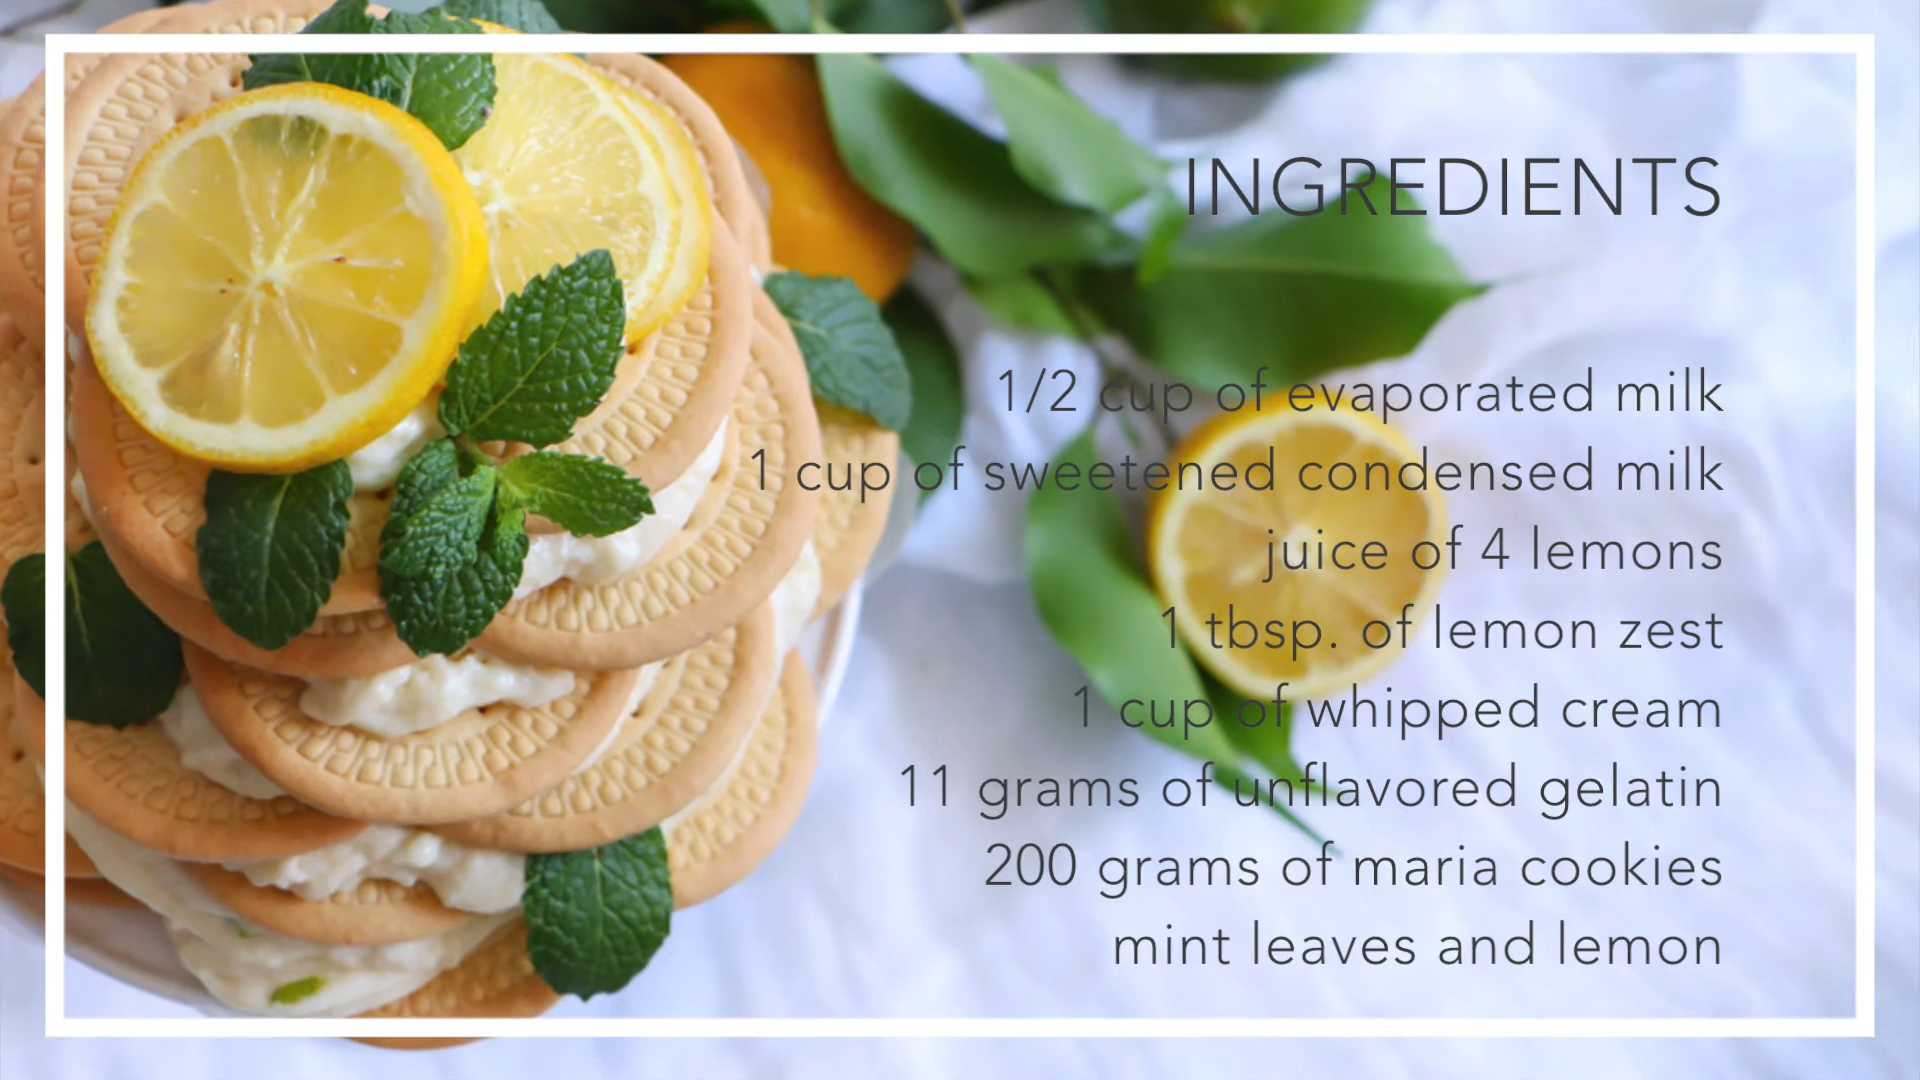 INGREDIENTS
1/2 cup of evaporated milk
1 cup of sweetened condensed milk
juice of 4 lemons
1 tbsp. of lemon zest
1 cup of whipped cream
11 grams of unflavored gelatin
200 grams of maria cookies
mint leaves and lemon